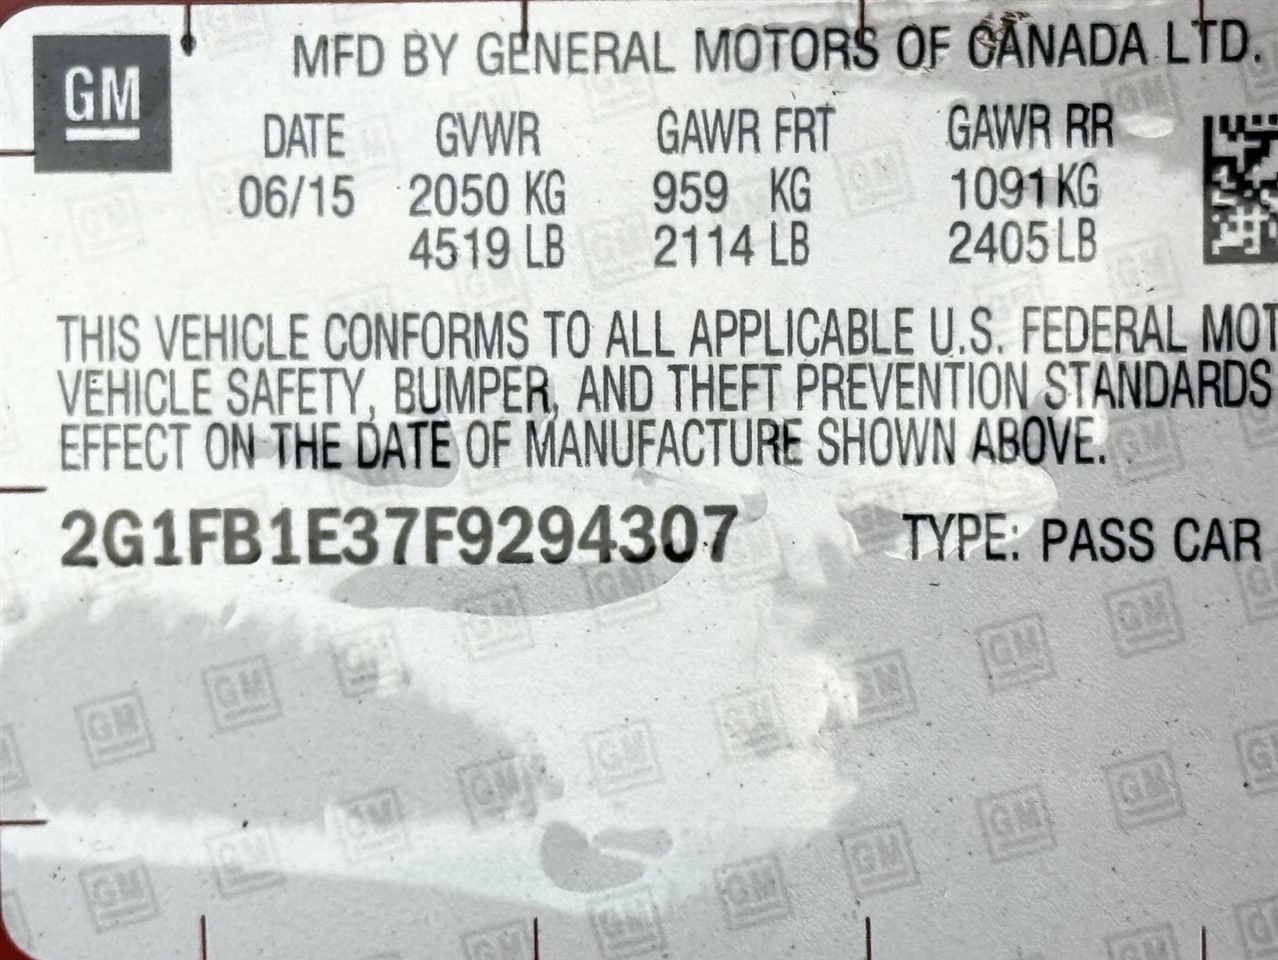 GM
MFD BY GENERAL MOTORS OF CANADA LTD.
DATE GVWR GAWR FRT GAWR RR
06/15 2050 KG 959 KG 1091 KG
4519 LB 2114 LB 2405 LB
THIS VEHICLE CONFORMS TO ALL APPLICABLE U.S. FEDERAL MOT
VEHICLE SAFETY, BUMPER, AND THEFT PREVENTION STANDARDS
EFFECT ON THE DATE OF MANUFACTURE SHOWN ABOVE.
2G1FB1E37F9294307 TYPE: PASS CAR